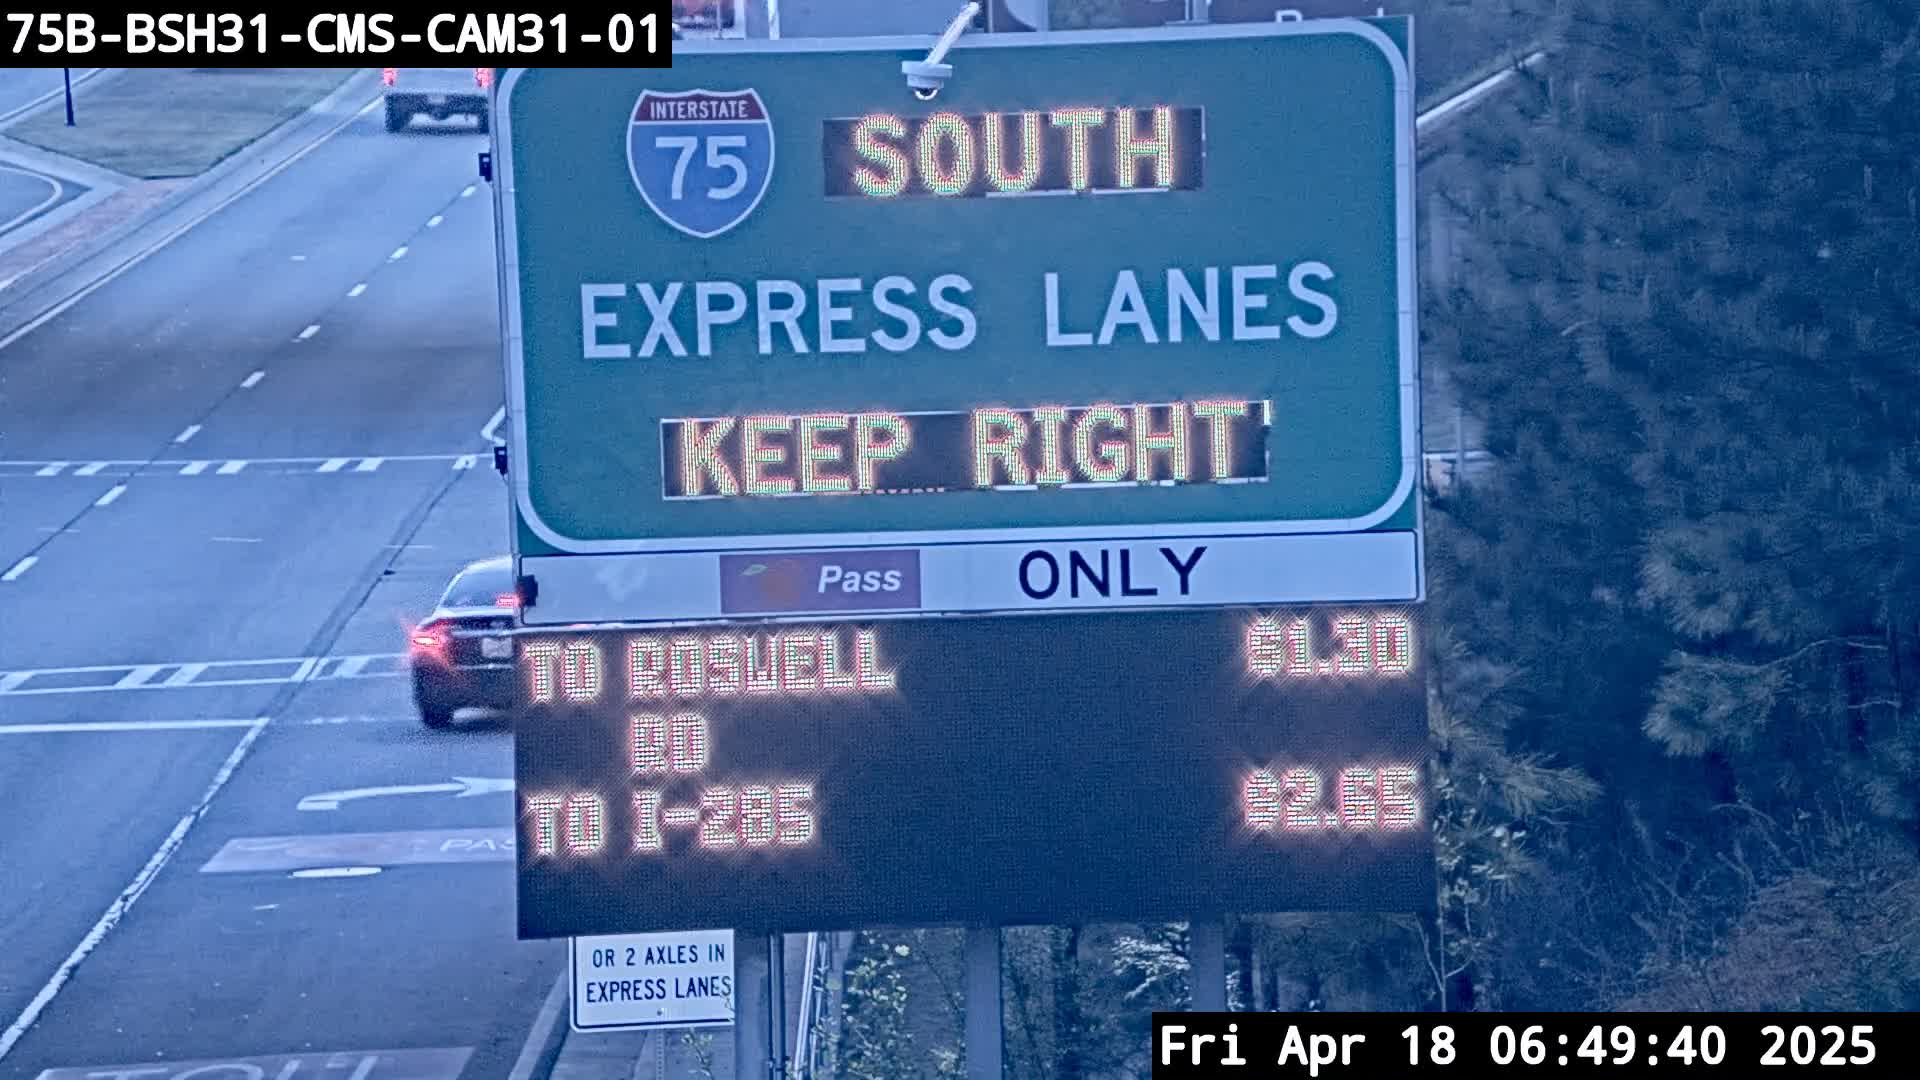 75B-BSH31-CMS-CAM31-01
INTERSTATE
75
SOUTH
EXPRESS LANES
KEEP RIGHT
Pass ONLY
TO ROSWELL $1.30
RD
TO I-285 $2.65
OR 2 AXLES IN
EXPRESS LANES
Fri Apr 18 06:49:40 2025